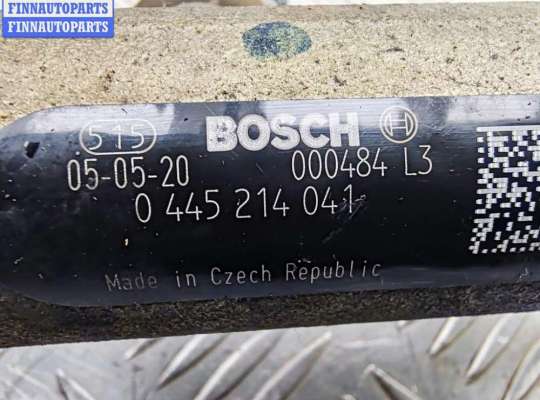 FINNAUTOPARTS
FINNAUTOPARTS
515 BOSCH
05-05-20 000484 L3
0 445 214 041
Made in Czech Republic